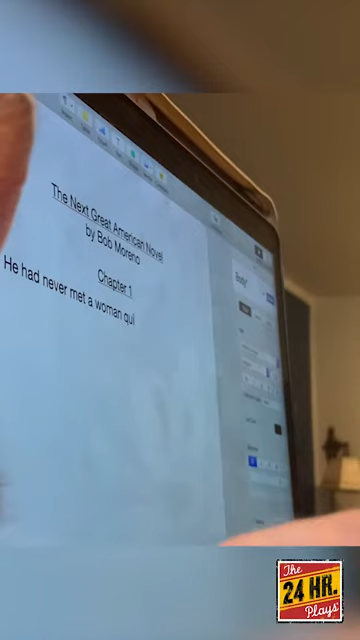 The Next Great American Novel
by Bob Moreno
Chapter 1
He had never met a woman qui
Body*
The
24 HR.
Plays